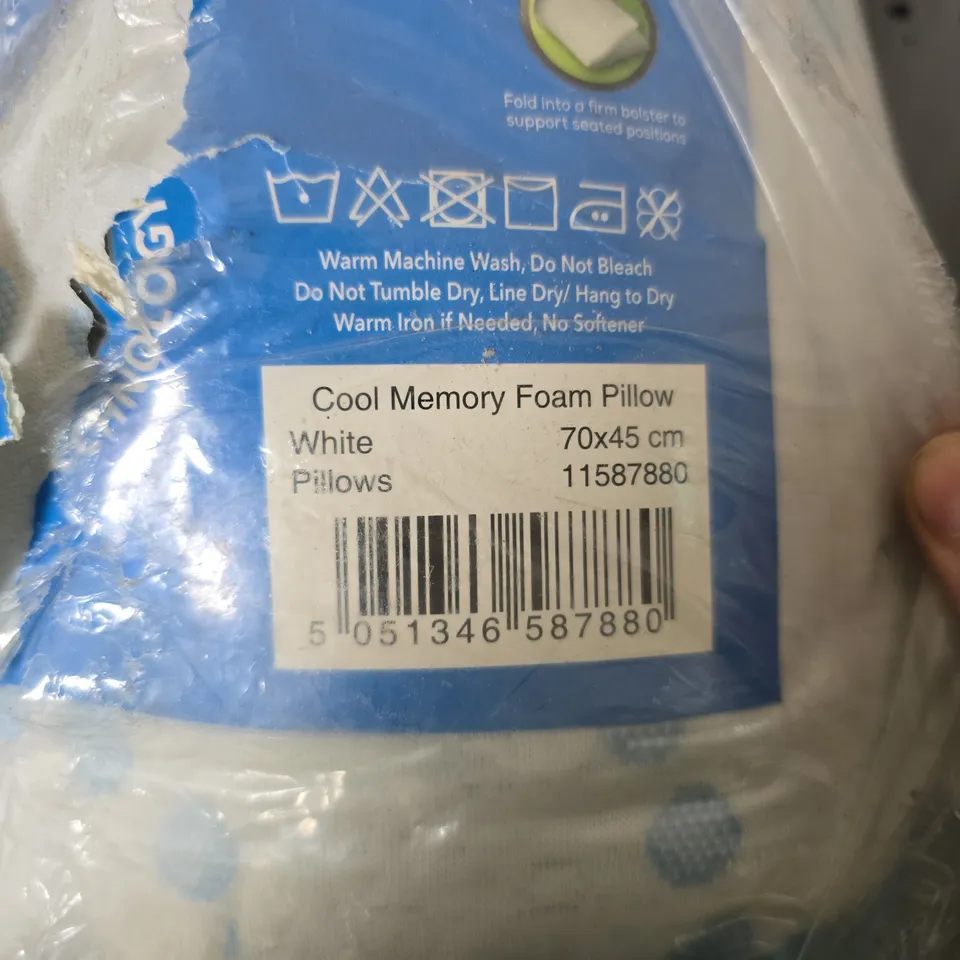 Fold into a firm bolster to
support seated positions
Warm Machine Wash, Do Not Bleach
Do Not Tumble Dry, Line Dry/ Hang to Dry
Warm Iron if Needed, No Softener
Cool Memory Foam Pillow
White 70x45 cm
Pillows 11587880
5 051346 587880